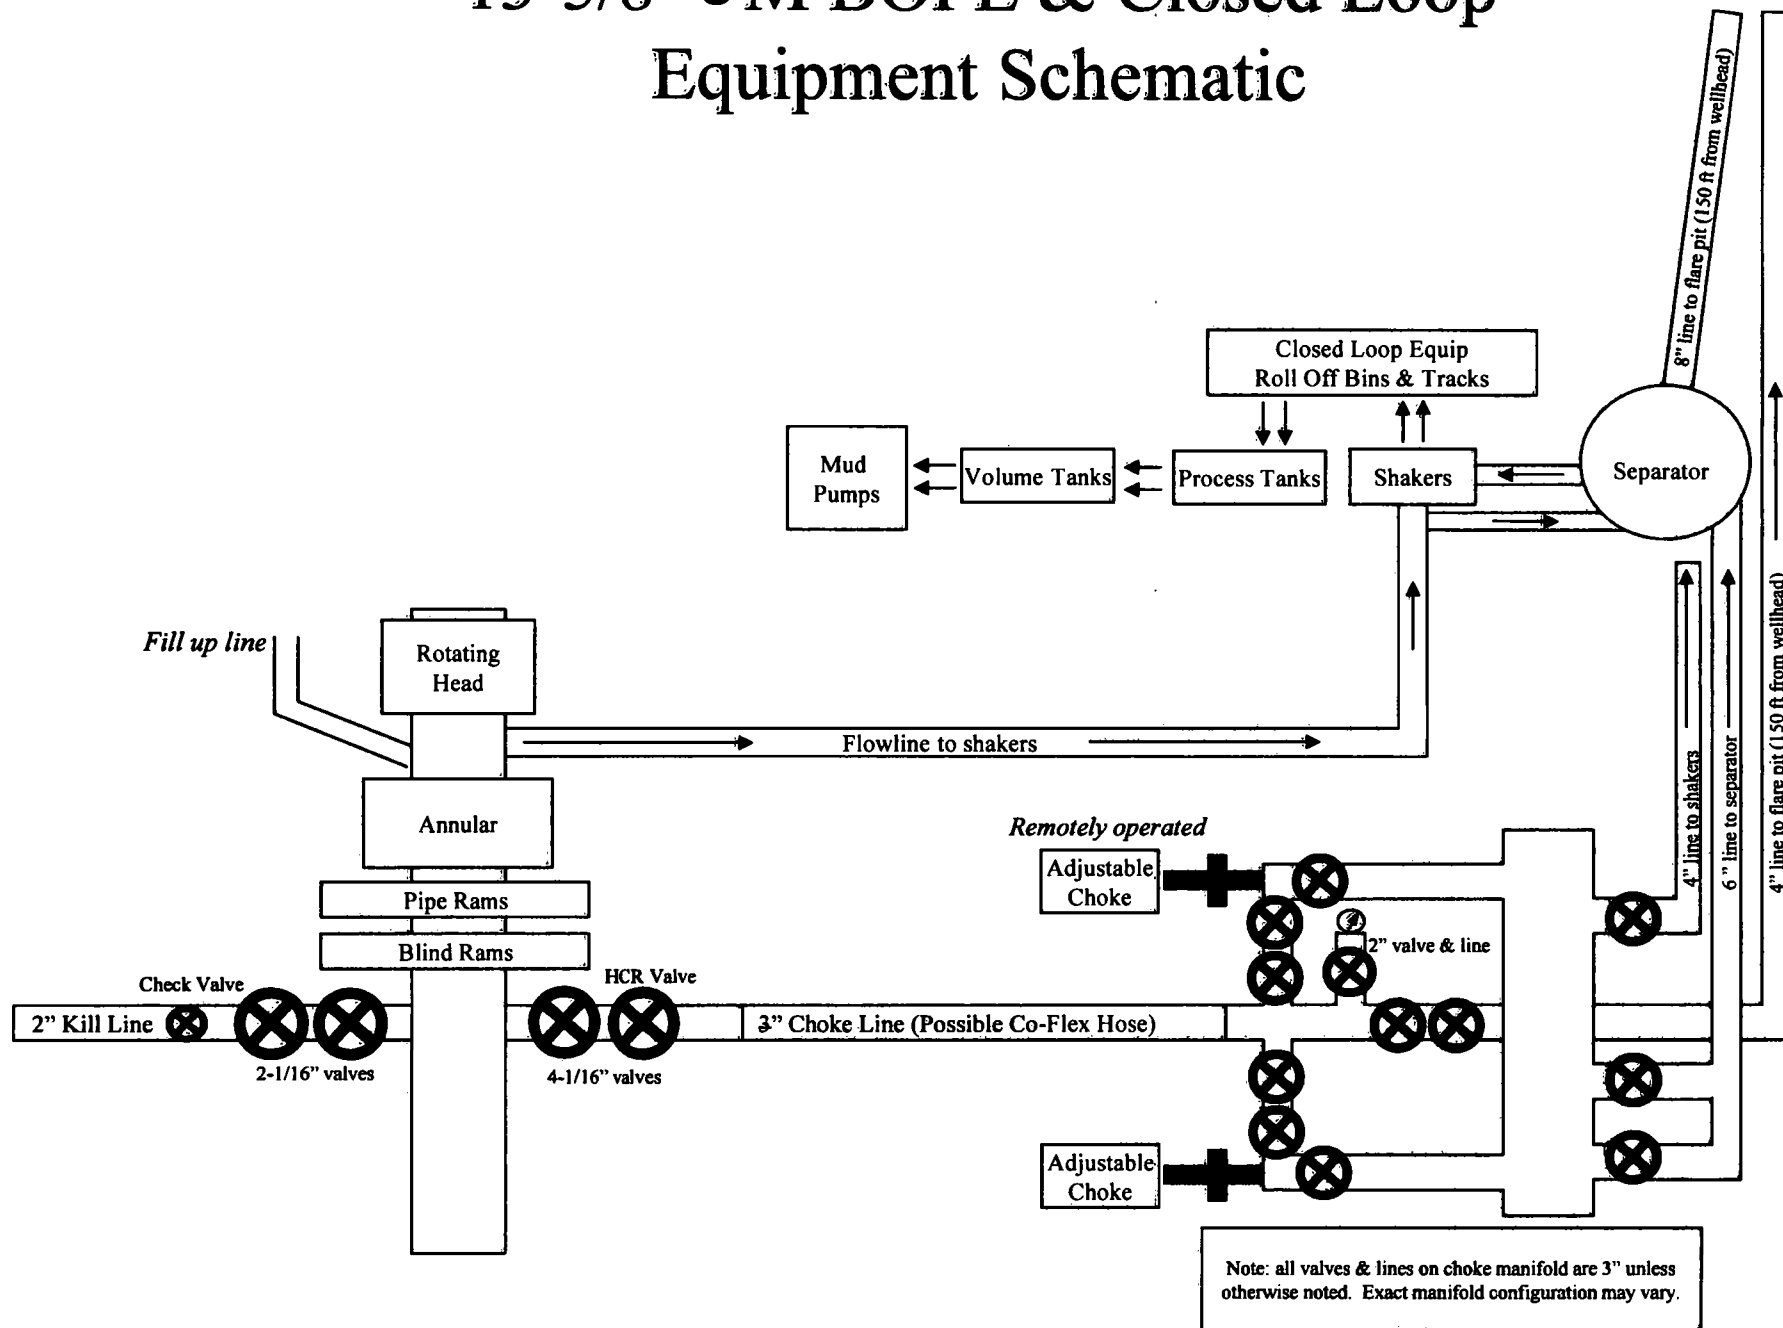 BOPE & Closed Loop
Equipment Schematic
8" line to flare pit (150 ft from wellhead)
Closed Loop Equip
Roll Off Bins & Tracks
Mud
Pumps
Volume Tanks
Process Tanks
Shakers
Separator
Fill up line
Rotating
Head
Flowline to shakers
Annular
Pipe Rams
Blind Rams
Remotely operated
Adjustable
Choke
2" valve & line
4" line to shakers
6" line to separator
4" line to flare pit (150 ft from wellhead)
Check Valve
HCR Valve
2" Kill Line
3" Choke Line (Possible Co-Flex Hose)
2-1/16" valves
4-1/16" valves
Adjustable
Choke
Note: all valves & lines on choke manifold are 3" unless
otherwise noted. Exact manifold configuration may vary.